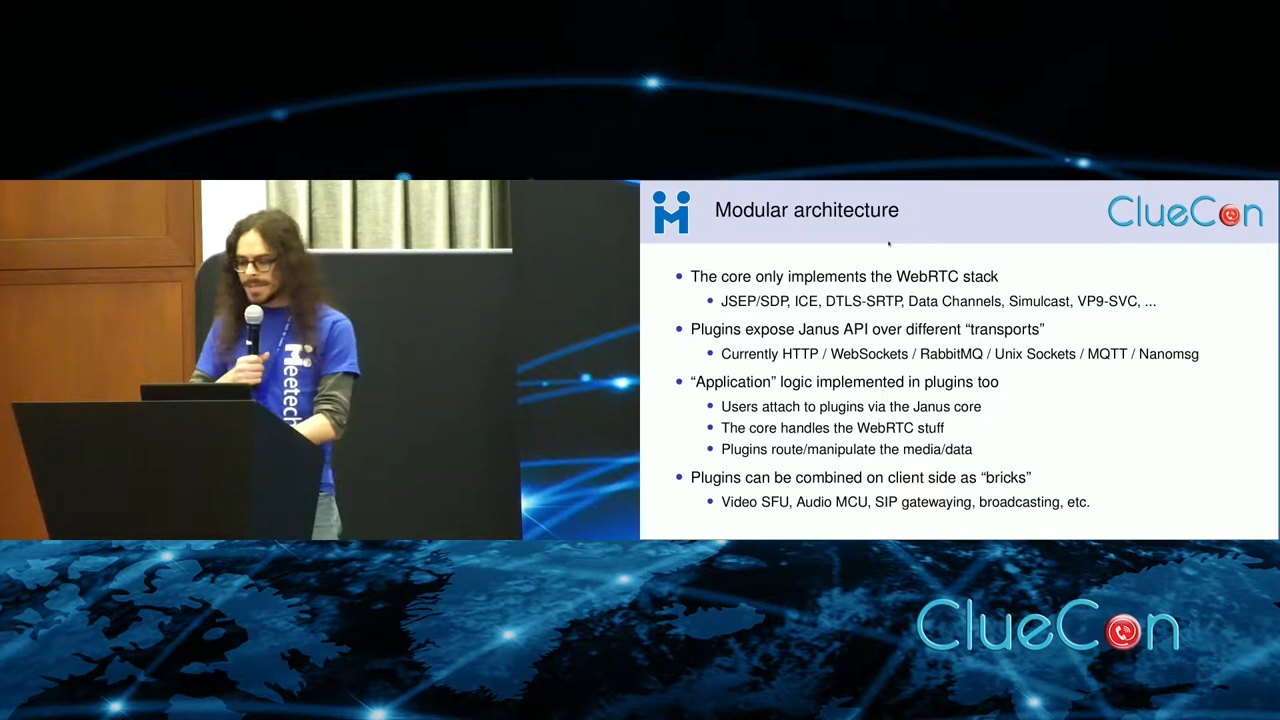 Meetech
Modular architecture
ClueCon
The core only implements the WebRTC stack
JSEP/SDP, ICE, DTLS-SRTP, Data Channels, Simulcast, VP9-SVC, ...
Plugins expose Janus API over different “transports”
Currently HTTP / WebSockets / RabbitMQ / Unix Sockets / MQTT / Nanomsg
“Application” logic implemented in plugins too
Users attach to plugins via the Janus core
The core handles the WebRTC stuff
Plugins route/manipulate the media/data
Plugins can be combined on client side as “bricks”
Video SFU, Audio MCU, SIP gatewaying, broadcasting, etc.
ClueCon